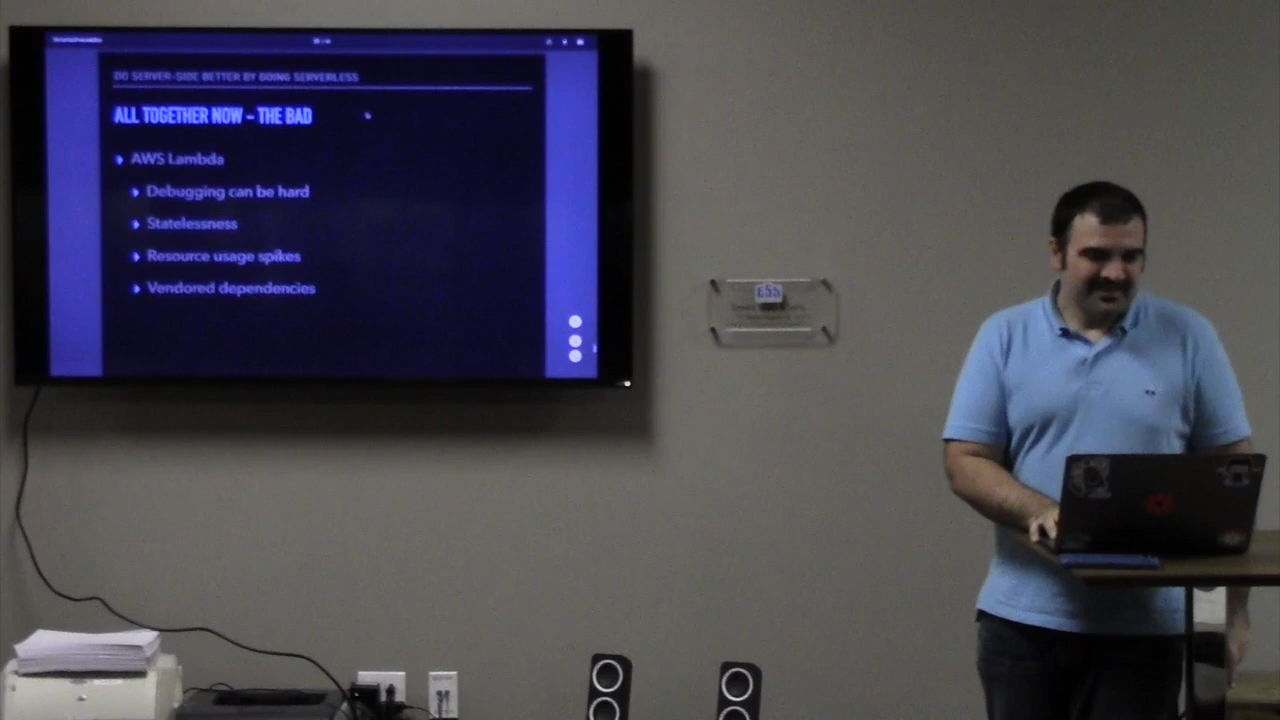 DO SERVER-SIDE BETTER BY GOING SERVERLESS
ALL TOGETHER NOW – THE BAD
AWS Lambda
Debugging can be hard
Statelessness
Resource usage spikes
Vendored dependencies
ESS